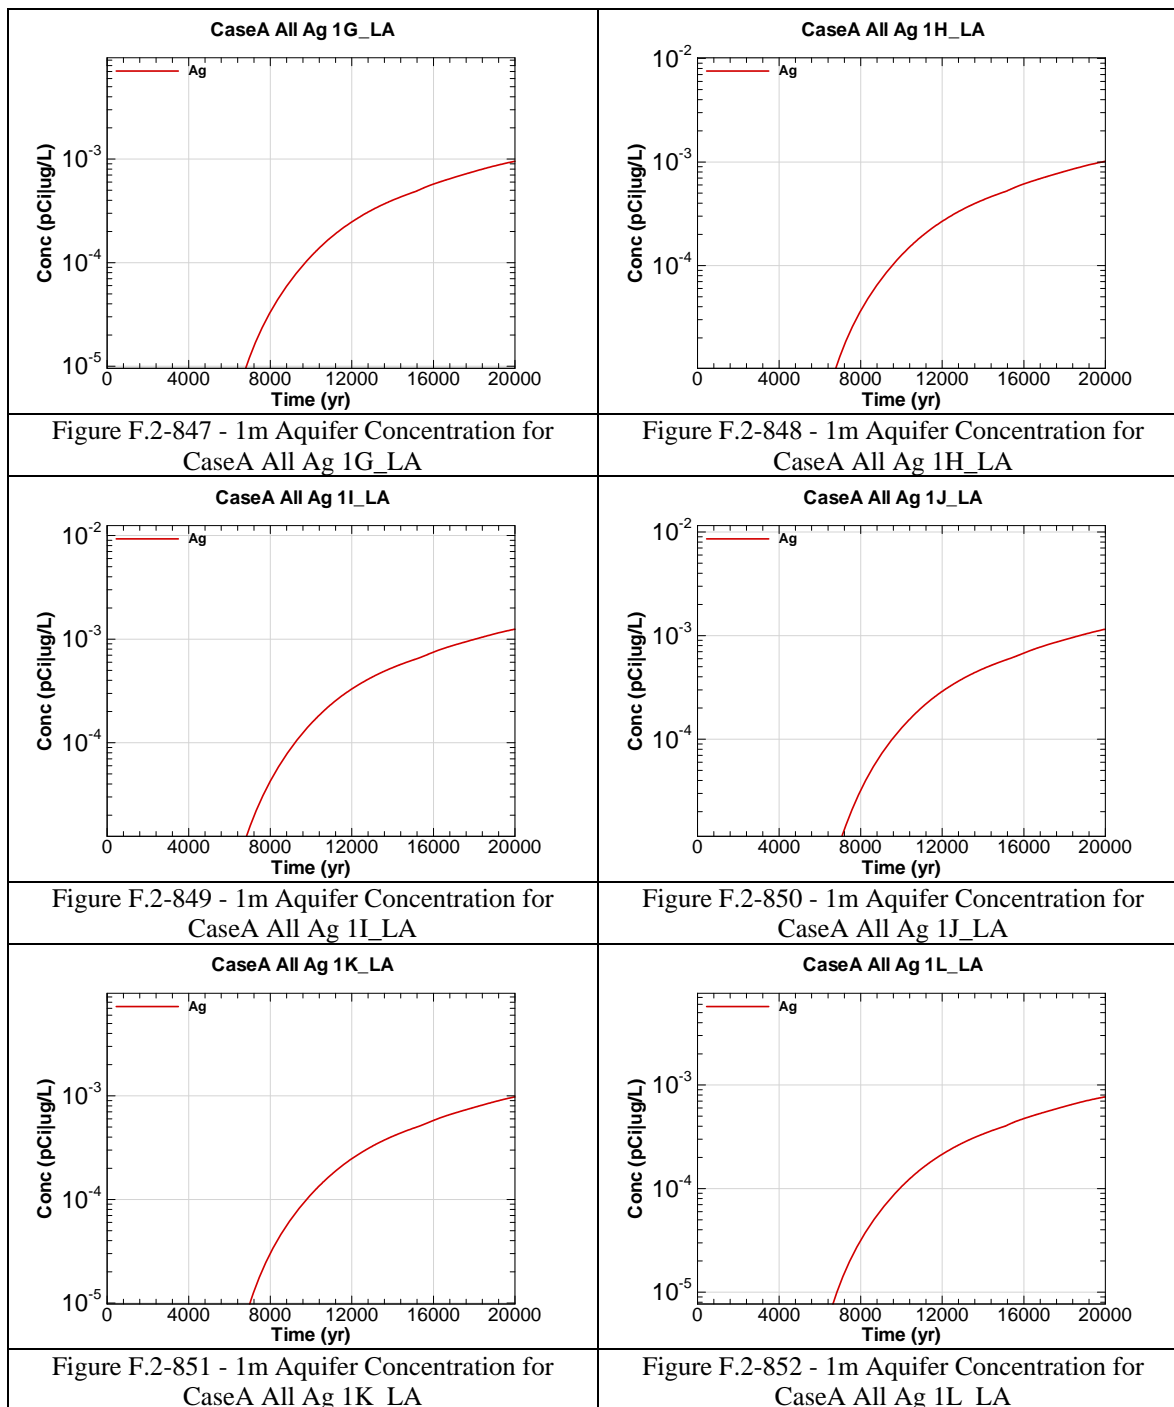 CaseA All Ag 1G_LA
Ag
Conc (pCi|ug/L)
10-3
10-4
10-5
0 4000 8000 12000 16000 20000
Time (yr)
Figure F.2-847 - 1m Aquifer Concentration for
CaseA All Ag 1G_LA
CaseA All Ag 1H_LA
Ag
Conc (pCi|ug/L)
10-2
10-3
10-4
0 4000 8000 12000 16000 20000
Time (yr)
Figure F.2-848 - 1m Aquifer Concentration for
CaseA All Ag 1H_LA
CaseA All Ag 1I_LA
Ag
Conc (pCi|ug/L)
10-2
10-3
10-4
0 4000 8000 12000 16000 20000
Time (yr)
Figure F.2-849 - 1m Aquifer Concentration for
CaseA All Ag 1I_LA
CaseA All Ag 1J_LA
Ag
Conc (pCi|ug/L)
10-2
10-3
10-4
0 4000 8000 12000 16000 20000
Time (yr)
Figure F.2-850 - 1m Aquifer Concentration for
CaseA All Ag 1J_LA
CaseA All Ag 1K_LA
Ag
Conc (pCi|ug/L)
10-3
10-4
10-5
0 4000 8000 12000 16000 20000
Time (yr)
Figure F.2-851 - 1m Aquifer Concentration for
CaseA All Ag 1K_LA
CaseA All Ag 1L_LA
Ag
Conc (pCi|ug/L)
10-3
10-4
10-5
0 4000 8000 12000 16000 20000
Time (yr)
Figure F.2-852 - 1m Aquifer Concentration for
CaseA All Ag 1L_LA